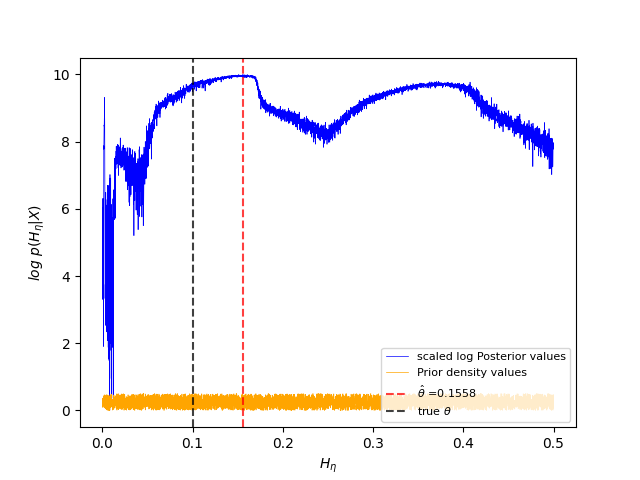 10
8
6
4
2
0
log p(H_η|X)
scaled log Posterior values
Prior density values
θ̂ =0.1558
true θ
0.0 0.1 0.2 0.3 0.4 0.5
H_η